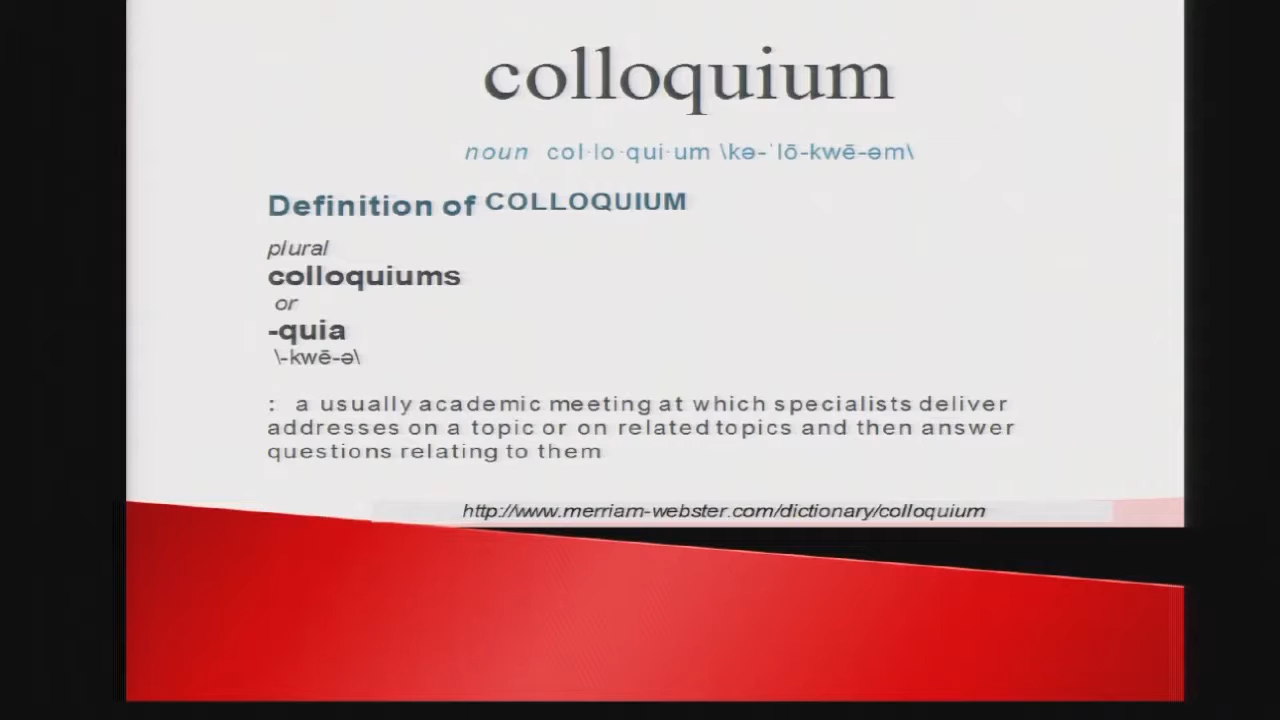 colloquium
noun col·lo·qui·um \kə-ˈlō-kwē-əm\
Definition of COLLOQUIUM
plural
colloquiums
or
-quia
\-kwē-ə\
: a usually academic meeting at which specialists deliver
addresses on a topic or on related topics and then answer
questions relating to them
http://www.merriam-webster.com/dictionary/colloquium